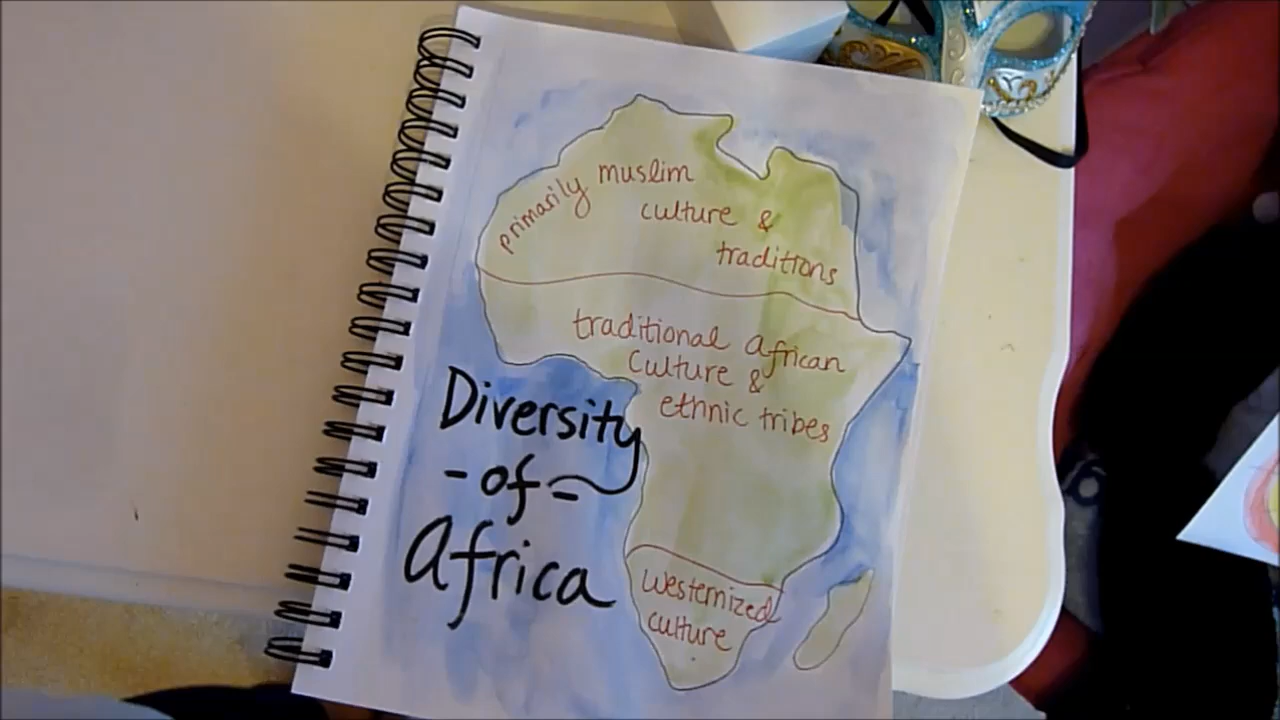 primarily muslim
culture &
traditions
traditional African
Culture &
ethnic tribes
Diversity
-of-
Africa
Westernized
culture